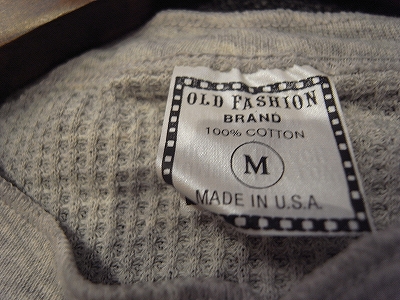 OLD FASHION
BRAND
100% COTTON
M
MADE IN U.S.A.